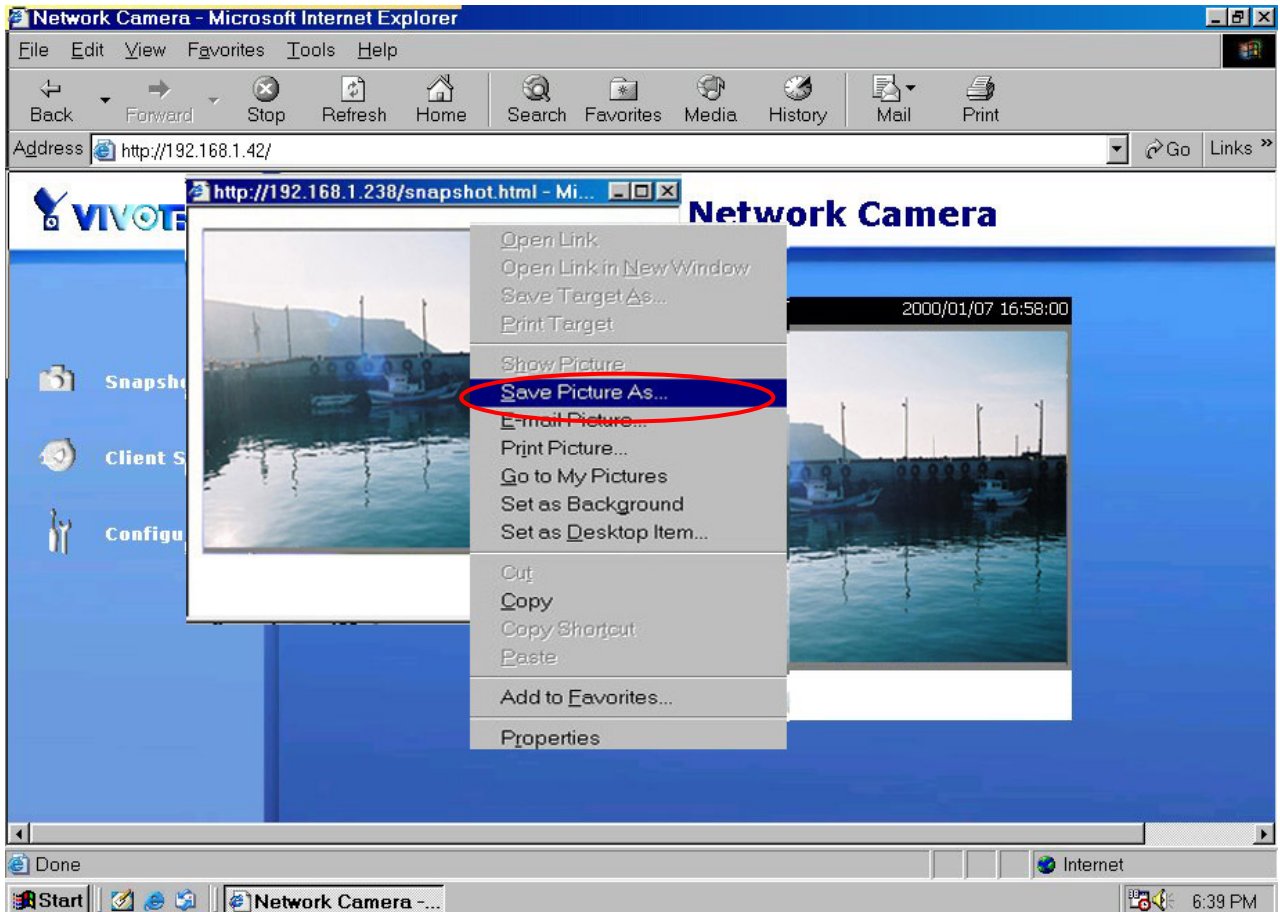 Network Camera - Microsoft Internet Explorer
File Edit View Favorites Tools Help
Back Forward Stop Refresh Home Search Favorites Media History Mail Print
Address http://192.168.1.42/ Go Links »
http://192.168.1.238/snapshot.html - Mi...
Network Camera
2000/01/07 16:58:00
Client S
Configu
Open Link
Open Link in New Window
Save Target As...
Print Target
Show Picture
Save Picture As...
E-mail Picture...
Print Picture...
Go to My Pictures
Set as Background
Set as Desktop Item...
Cut
Copy
Copy Shortcut
Paste
Add to Favorites...
Properties
Done Internet
Start Network Camera -... 6:39 PM